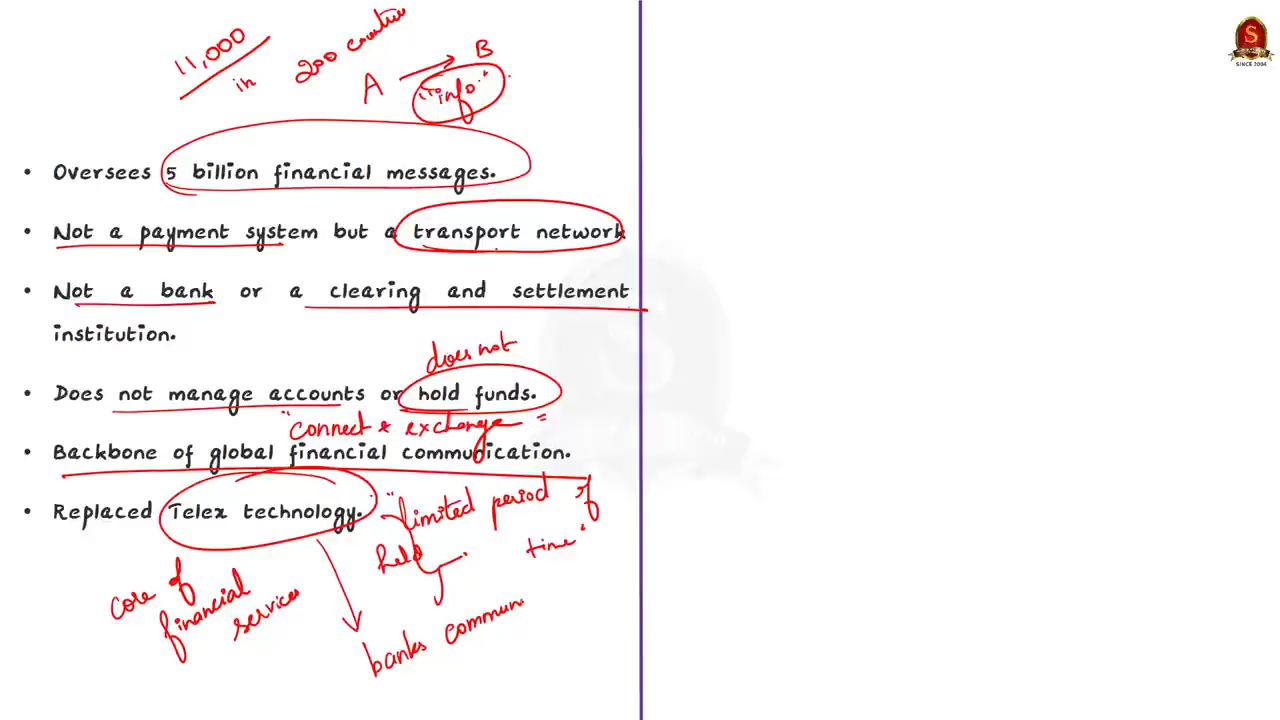 11,000
in 200 countries
A → B
"info"
• Oversees 5 billion financial messages.
• Not a payment system but a transport network
• Not a bank or a clearing and settlement
institution.
does not
• Does not manage accounts or hold funds.
"connect & exchange"
• Backbone of global financial communication.
• Replaced Telex technology.
"limited period of
time"
held
core of
financial
services
banks commun
S
SINCE 2004